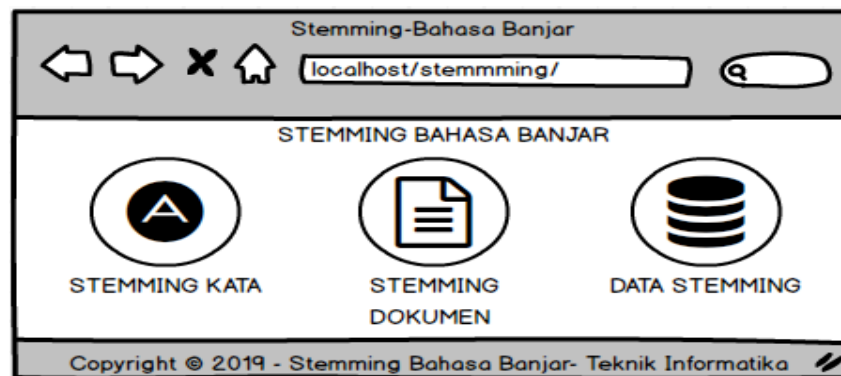 Stemming-Bahasa Banjar
localhost/stemmming/
STEMMING BAHASA BANJAR
A
STEMMING KATA
STEMMING
DOKUMEN
DATA STEMMING
Copyright © 2019 - Stemming Bahasa Banjar- Teknik Informatika